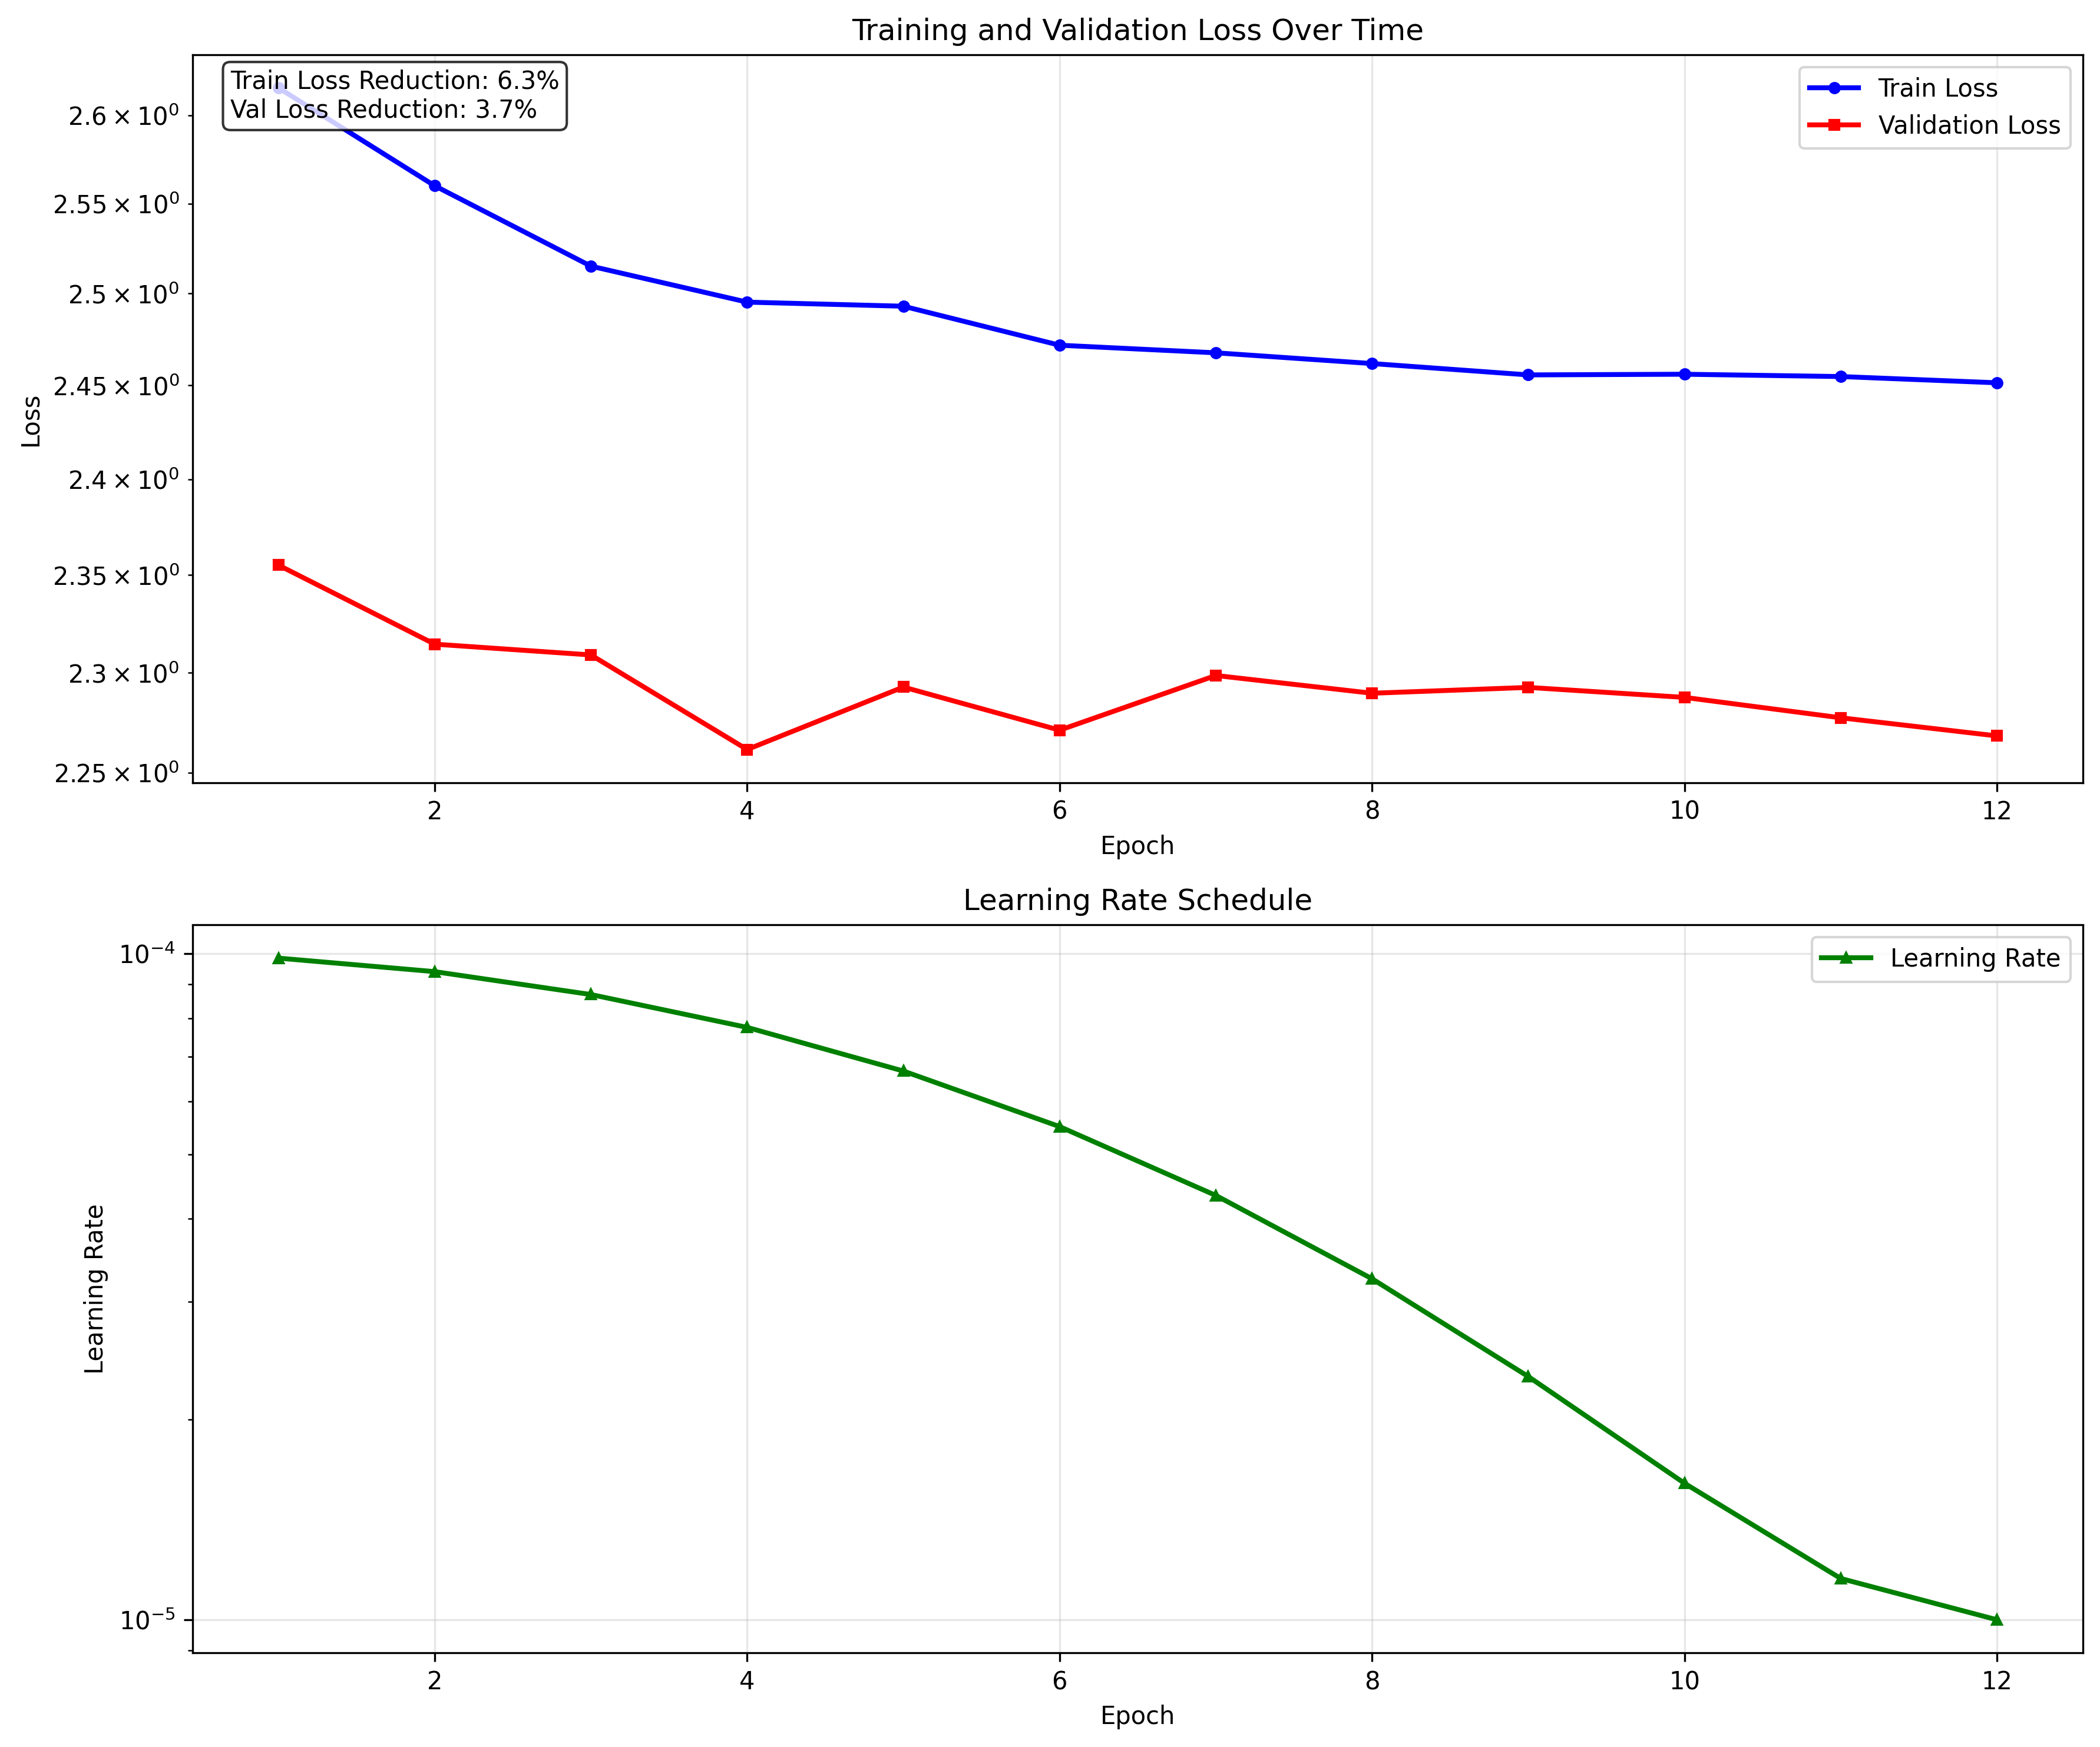 Training and Validation Loss Over Time
Train Loss Reduction: 6.3%
Val Loss Reduction: 3.7%
Train Loss
Validation Loss
2.6 × 10⁰
2.55 × 10⁰
2.5 × 10⁰
2.45 × 10⁰
2.4 × 10⁰
2.35 × 10⁰
2.3 × 10⁰
2.25 × 10⁰
Loss
2 4 6 8 10 12
Epoch
Learning Rate Schedule
Learning Rate
10⁻⁴
10⁻⁵
Learning Rate
2 4 6 8 10 12
Epoch